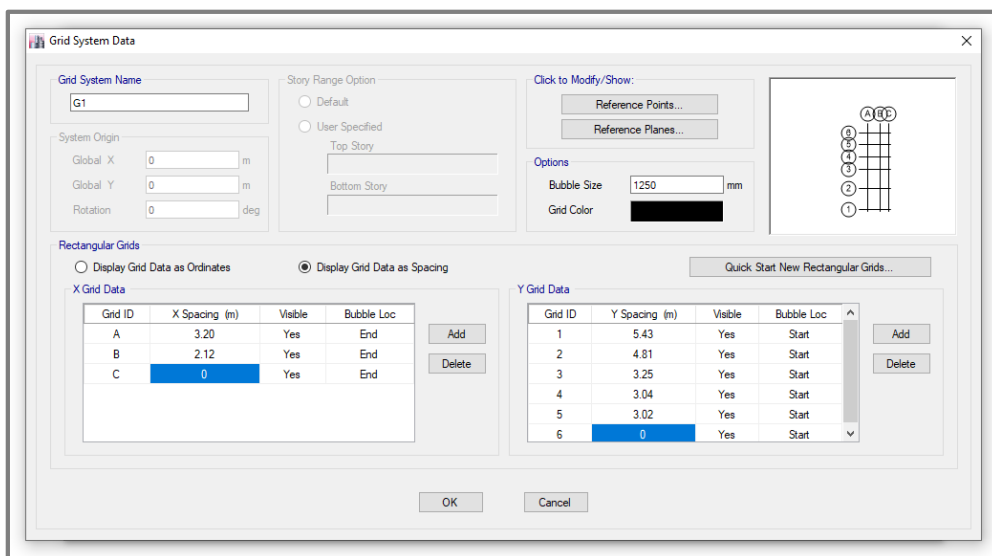 Grid System Data
Grid System Name
G1
Story Range Option
Default
User Specified
Top Story
Bottom Story
Click to Modify/Show:
Reference Points...
Reference Planes...
System Origin
Global X 0 m
Global Y 0 m
Rotation 0 deg
Options
Bubble Size 1250 mm
Grid Color
A B C
6
5
4
3
2
1
Rectangular Grids
Display Grid Data as Ordinates
Display Grid Data as Spacing
Quick Start New Rectangular Grids...
X Grid Data
Grid ID X Spacing (m) Visible Bubble Loc
A 3.20 Yes End
B 2.12 Yes End
C 0 Yes End
Add
Delete
Y Grid Data
Grid ID Y Spacing (m) Visible Bubble Loc
1 5.43 Yes Start
2 4.81 Yes Start
3 3.25 Yes Start
4 3.04 Yes Start
5 3.02 Yes Start
6 0 Yes Start
Add
Delete
OK
Cancel